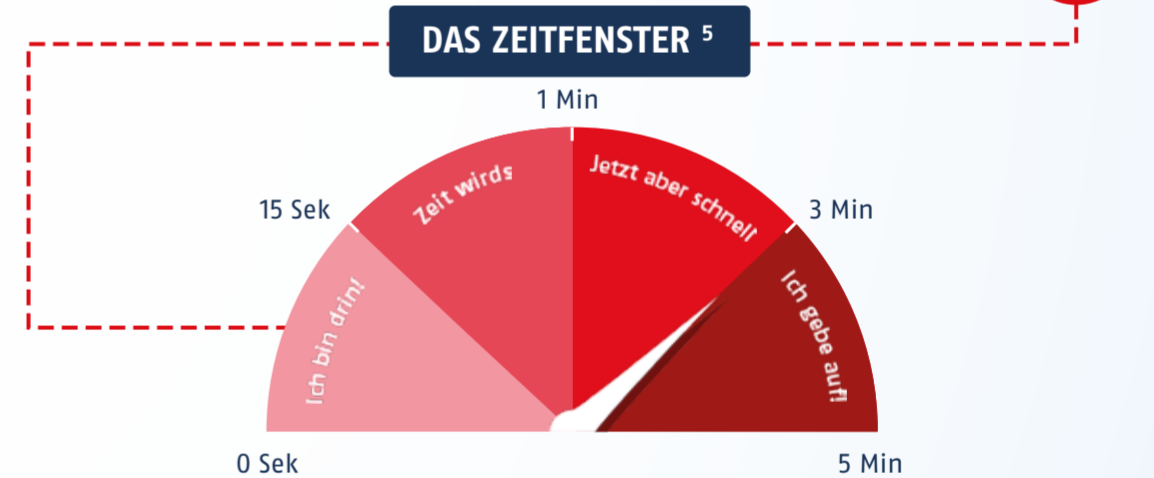 DAS ZEITFENSTER 5
1 Min
15 Sek
Zeit wirds
Jetzt aber schnell
3 Min
Ich bin drin!
Ich gebe auf!
0 Sek
5 Min